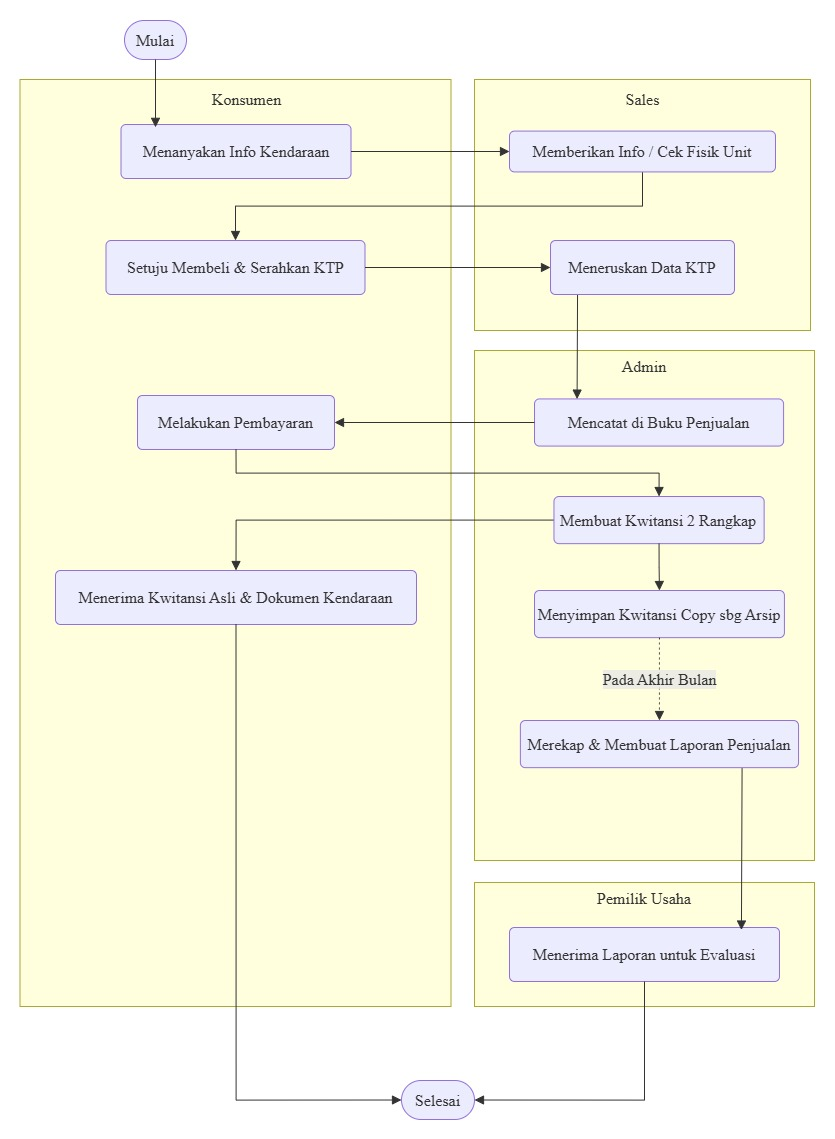 Mulai
Konsumen
Sales
Menanyakan Info Kendaraan
Memberikan Info / Cek Fisik Unit
Setuju Membeli & Serahkan KTP
Meneruskan Data KTP
Admin
Melakukan Pembayaran
Mencatat di Buku Penjualan
Membuat Kwitansi 2 Rangkap
Menerima Kwitansi Asli & Dokumen Kendaraan
Menyimpan Kwitansi Copy sbg Arsip
Pada Akhir Bulan
Merekap & Membuat Laporan Penjualan
Pemilik Usaha
Menerima Laporan untuk Evaluasi
Selesai